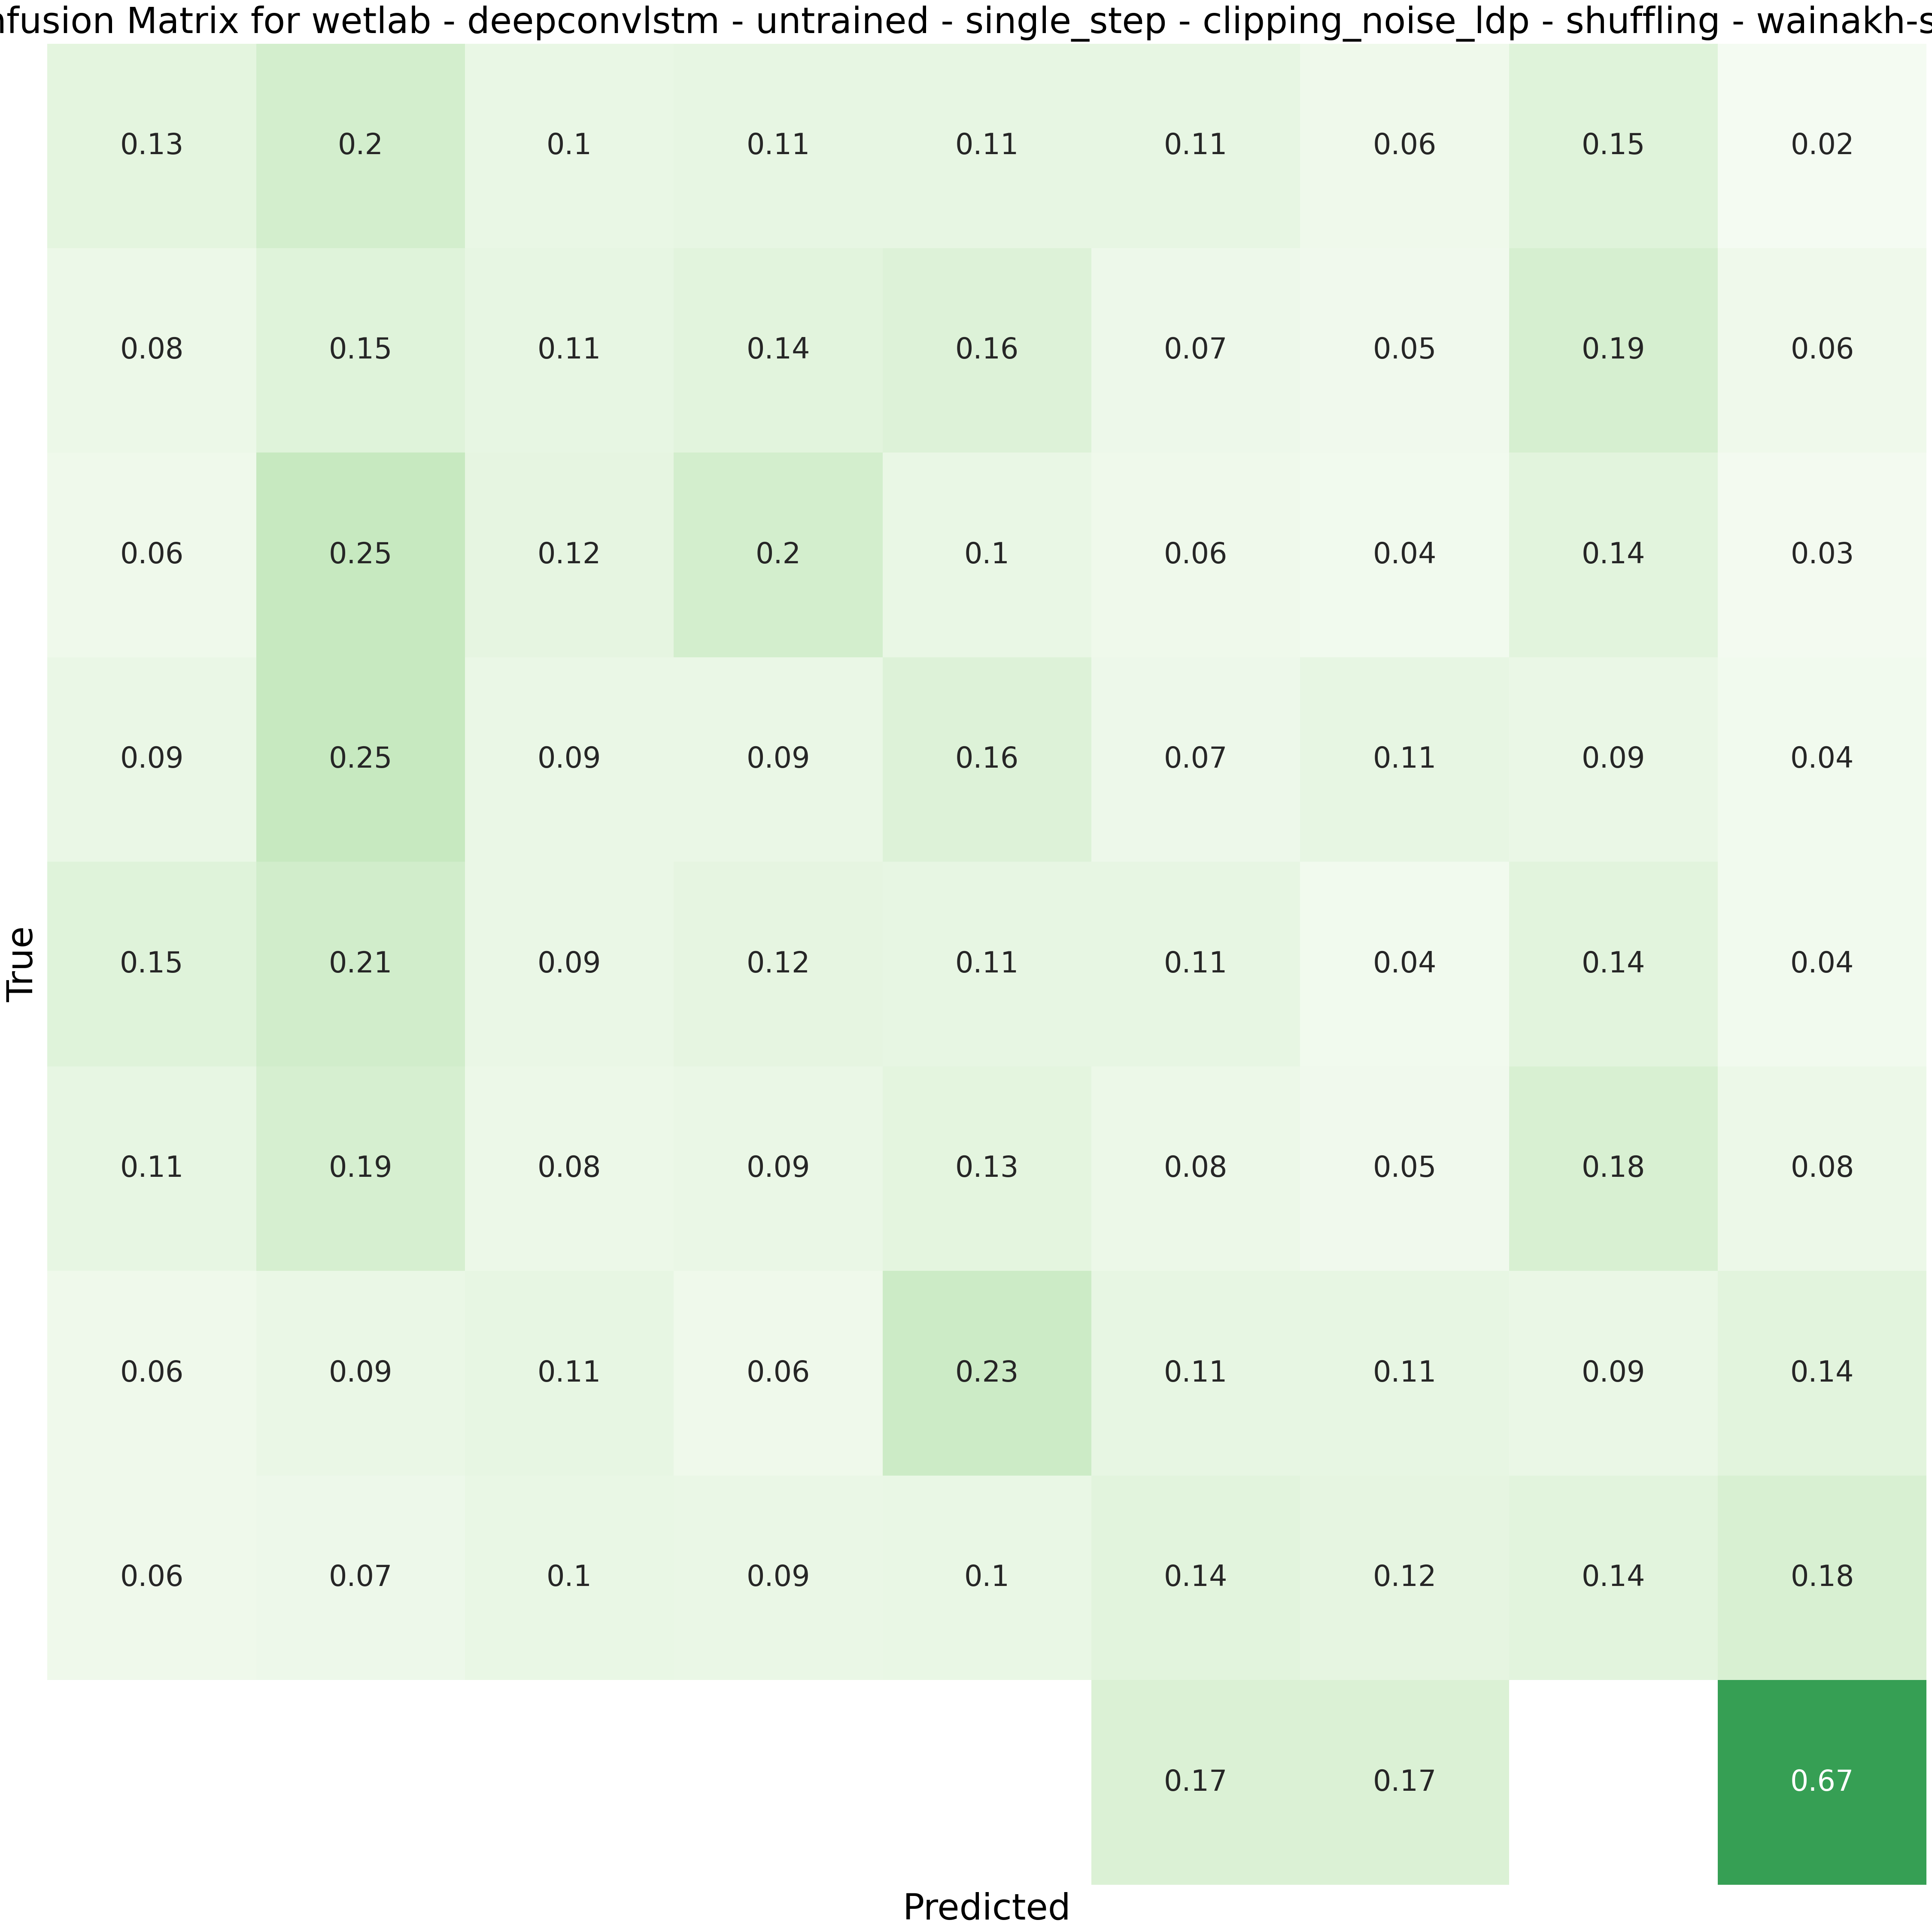 nfusion Matrix for wetlab - deepconvlstm - untrained - single_step - clipping_noise_ldp - shuffling - wainakh-s
0.13 0.2 0.1 0.11 0.11 0.11 0.06 0.15 0.02
0.08 0.15 0.11 0.14 0.16 0.07 0.05 0.19 0.06
0.06 0.25 0.12 0.2 0.1 0.06 0.04 0.14 0.03
0.09 0.25 0.09 0.09 0.16 0.07 0.11 0.09 0.04
0.15 0.21 0.09 0.12 0.11 0.11 0.04 0.14 0.04
0.11 0.19 0.08 0.09 0.13 0.08 0.05 0.18 0.08
0.06 0.09 0.11 0.06 0.23 0.11 0.11 0.09 0.14
0.06 0.07 0.1 0.09 0.1 0.14 0.12 0.14 0.18
0.17 0.17 0.67
True
Predicted